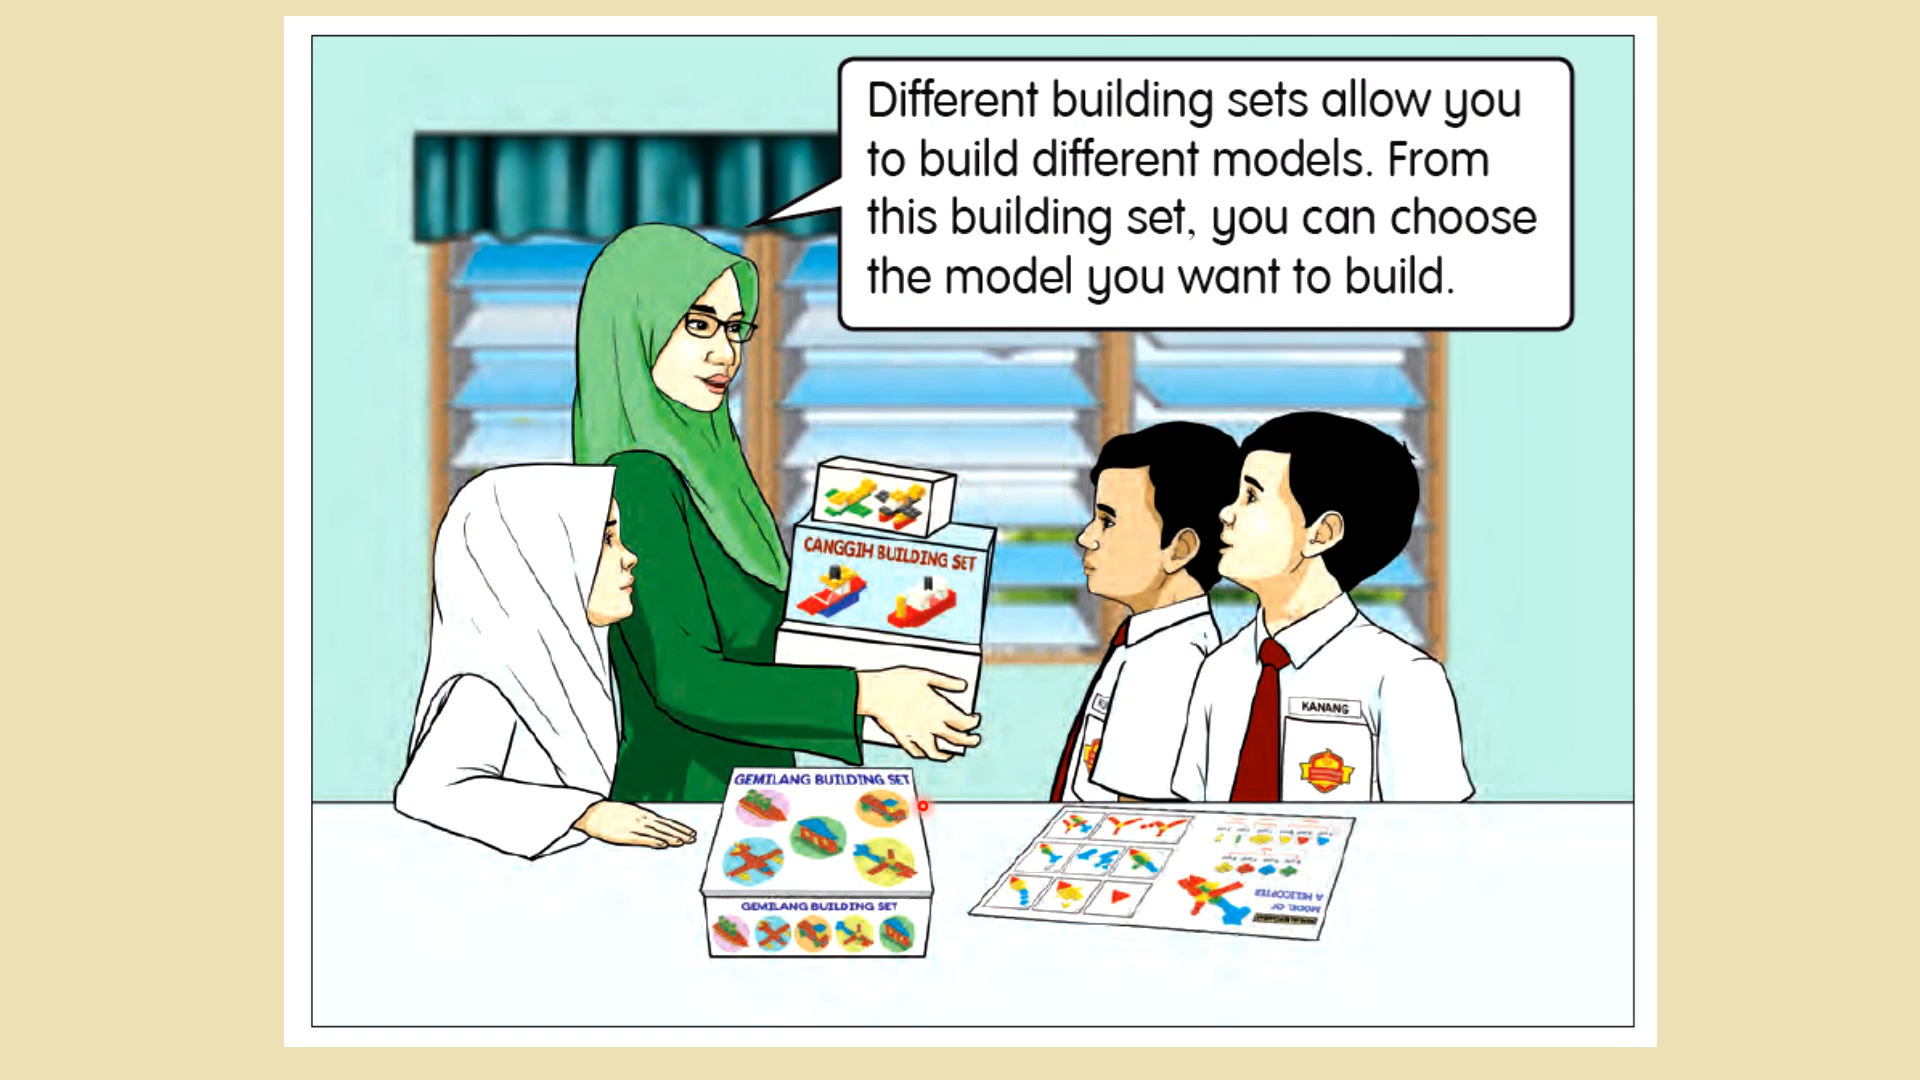 Different building sets allow you
to build different models. From
this building set, you can choose
the model you want to build.
CANGGIH BUILDING SET
KANANG
GEMILANG BUILDING SET
GEMILANG BUILDING SET
MODEL OF
A HELICOPTER